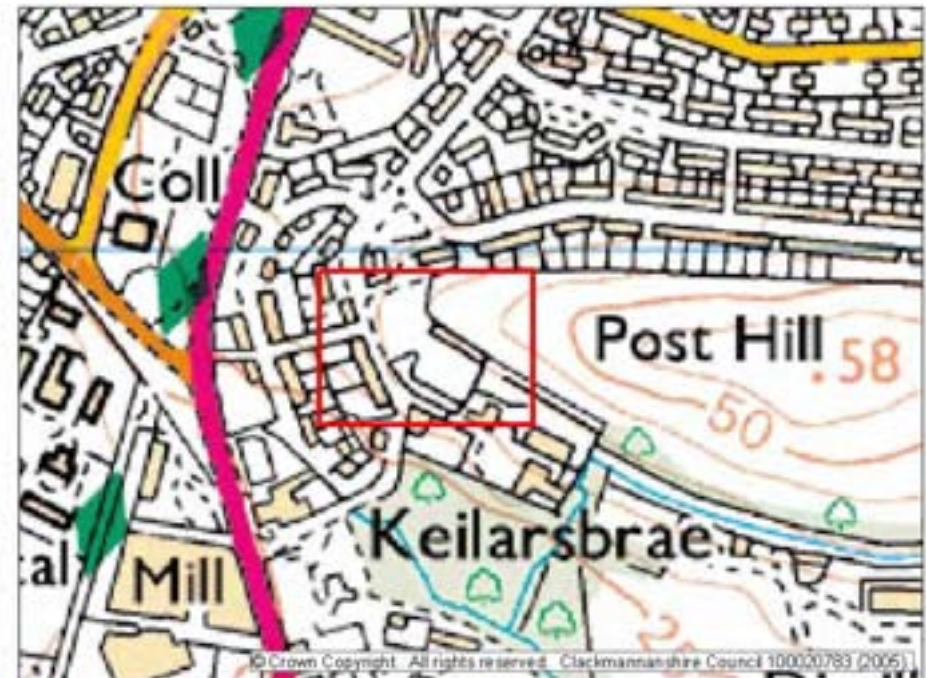 Coll
Post Hill .58
50
Keilarsbrae
al
Mill
© Crown Copyright. All rights reserved. Clackmannanshire Council 100020783 (2005)